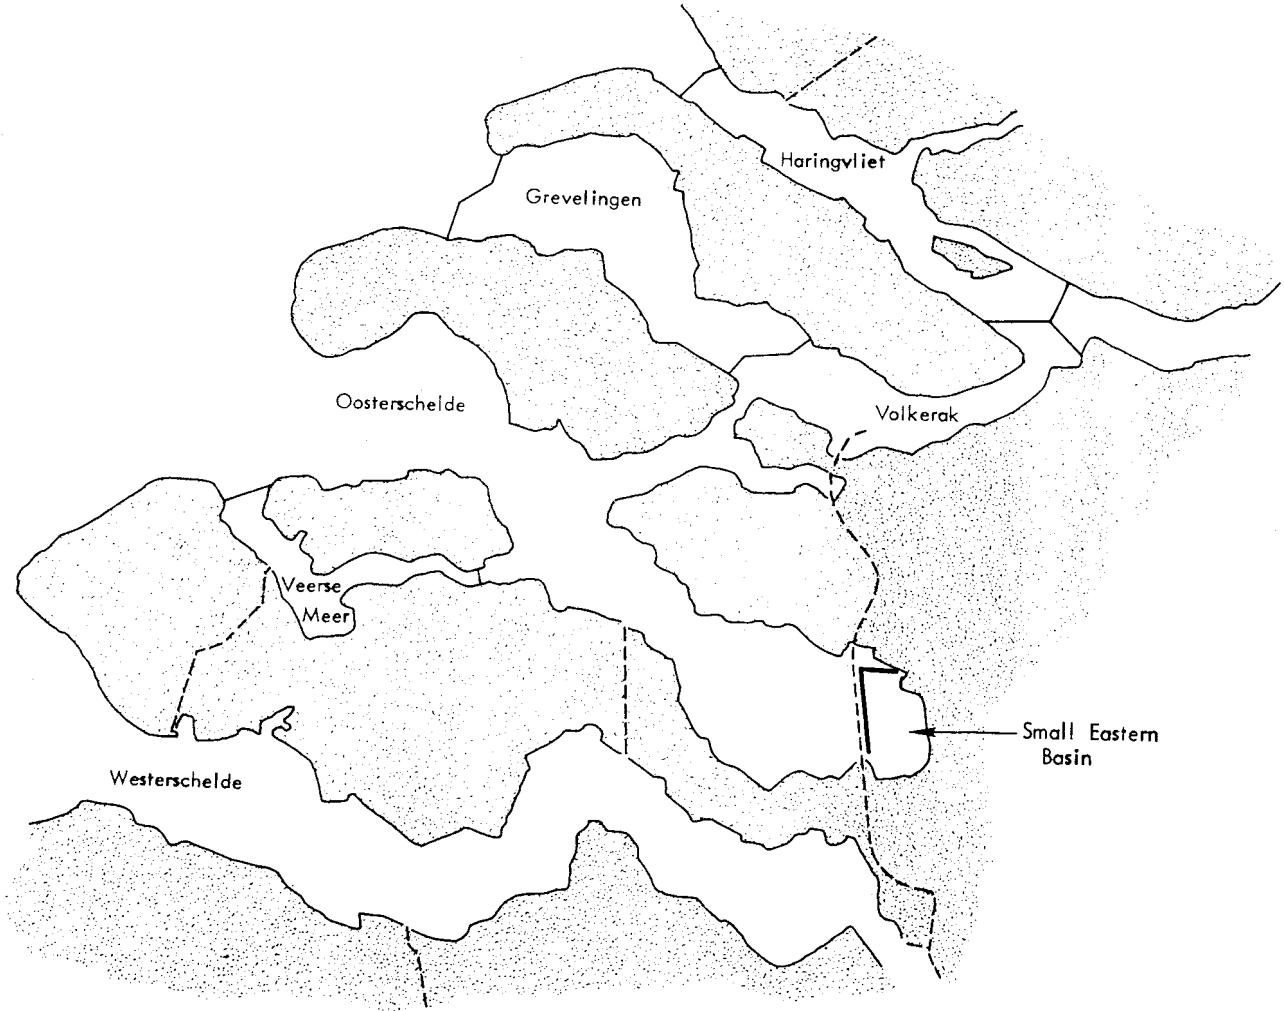 Haringvliet
Grevelingen
Oosterschelde
Volkerak
Veerse
Meer
Small Eastern
Basin
Westerschelde